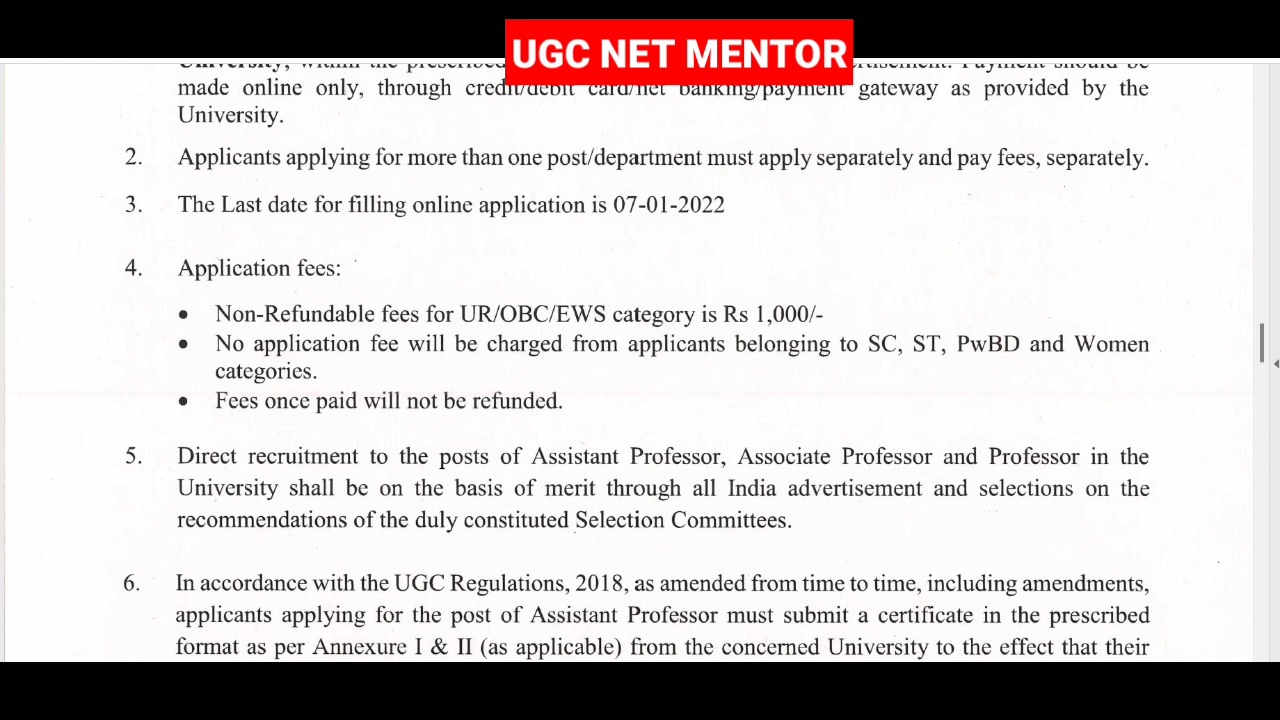 UGC NET MENTOR
University, within the prescribed
Payment should be
made online only, through credit/debit card/net banking/payment gateway as provided by the
University.
2. Applicants applying for more than one post/department must apply separately and pay fees, separately.
3. The Last date for filling online application is 07-01-2022
4. Application fees:
• Non-Refundable fees for UR/OBC/EWS category is Rs 1,000/-
• No application fee will be charged from applicants belonging to SC, ST, PwBD and Women
categories.
• Fees once paid will not be refunded.
5. Direct recruitment to the posts of Assistant Professor, Associate Professor and Professor in the
University shall be on the basis of merit through all India advertisement and selections on the
recommendations of the duly constituted Selection Committees.
6. In accordance with the UGC Regulations, 2018, as amended from time to time, including amendments,
applicants applying for the post of Assistant Professor must submit a certificate in the prescribed
format as per Annexure I & II (as applicable) from the concerned University to the effect that their